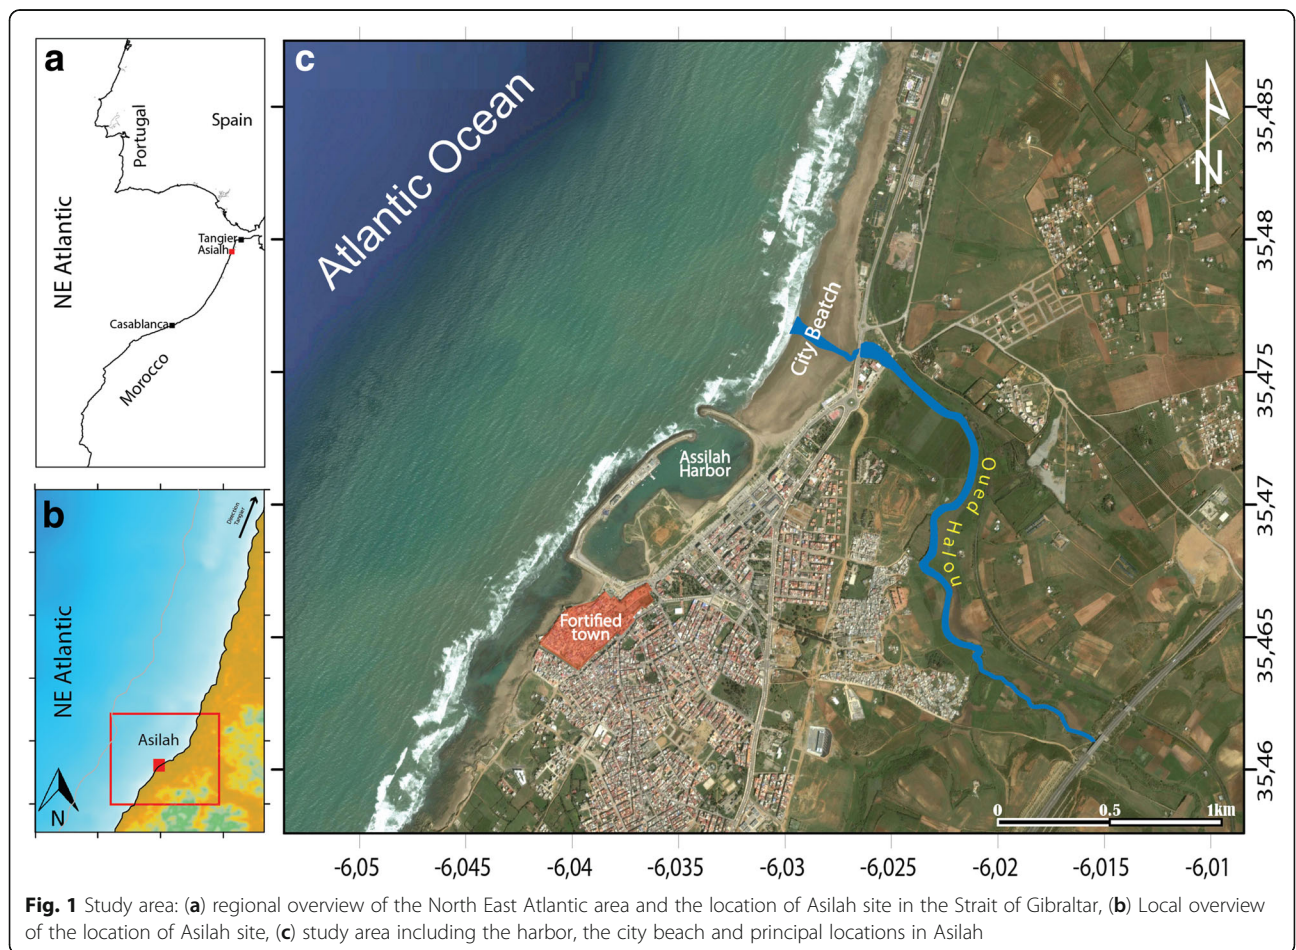 a
Portugal
Spain
NE Atlantic
Tangier
Asialh
Casablanca
Morocco
b
Direction
Tangier
NE Atlantic
Asilah
N
c
Atlantic Ocean
N
City Beatch
Assilah
Harbor
Oued Halou
Fortified
town
0 0.5 1km
35,485
35,48
35,475
35,47
35,465
35,46
-6,05 -6,045 -6,04 -6,035 -6,03 -6,025 -6,02 -6,015 -6,01
Fig. 1 Study area: (a) regional overview of the North East Atlantic area and the location of Asilah site in the Strait of Gibraltar, (b) Local overview
of the location of Asilah site, (c) study area including the harbor, the city beach and principal locations in Asilah